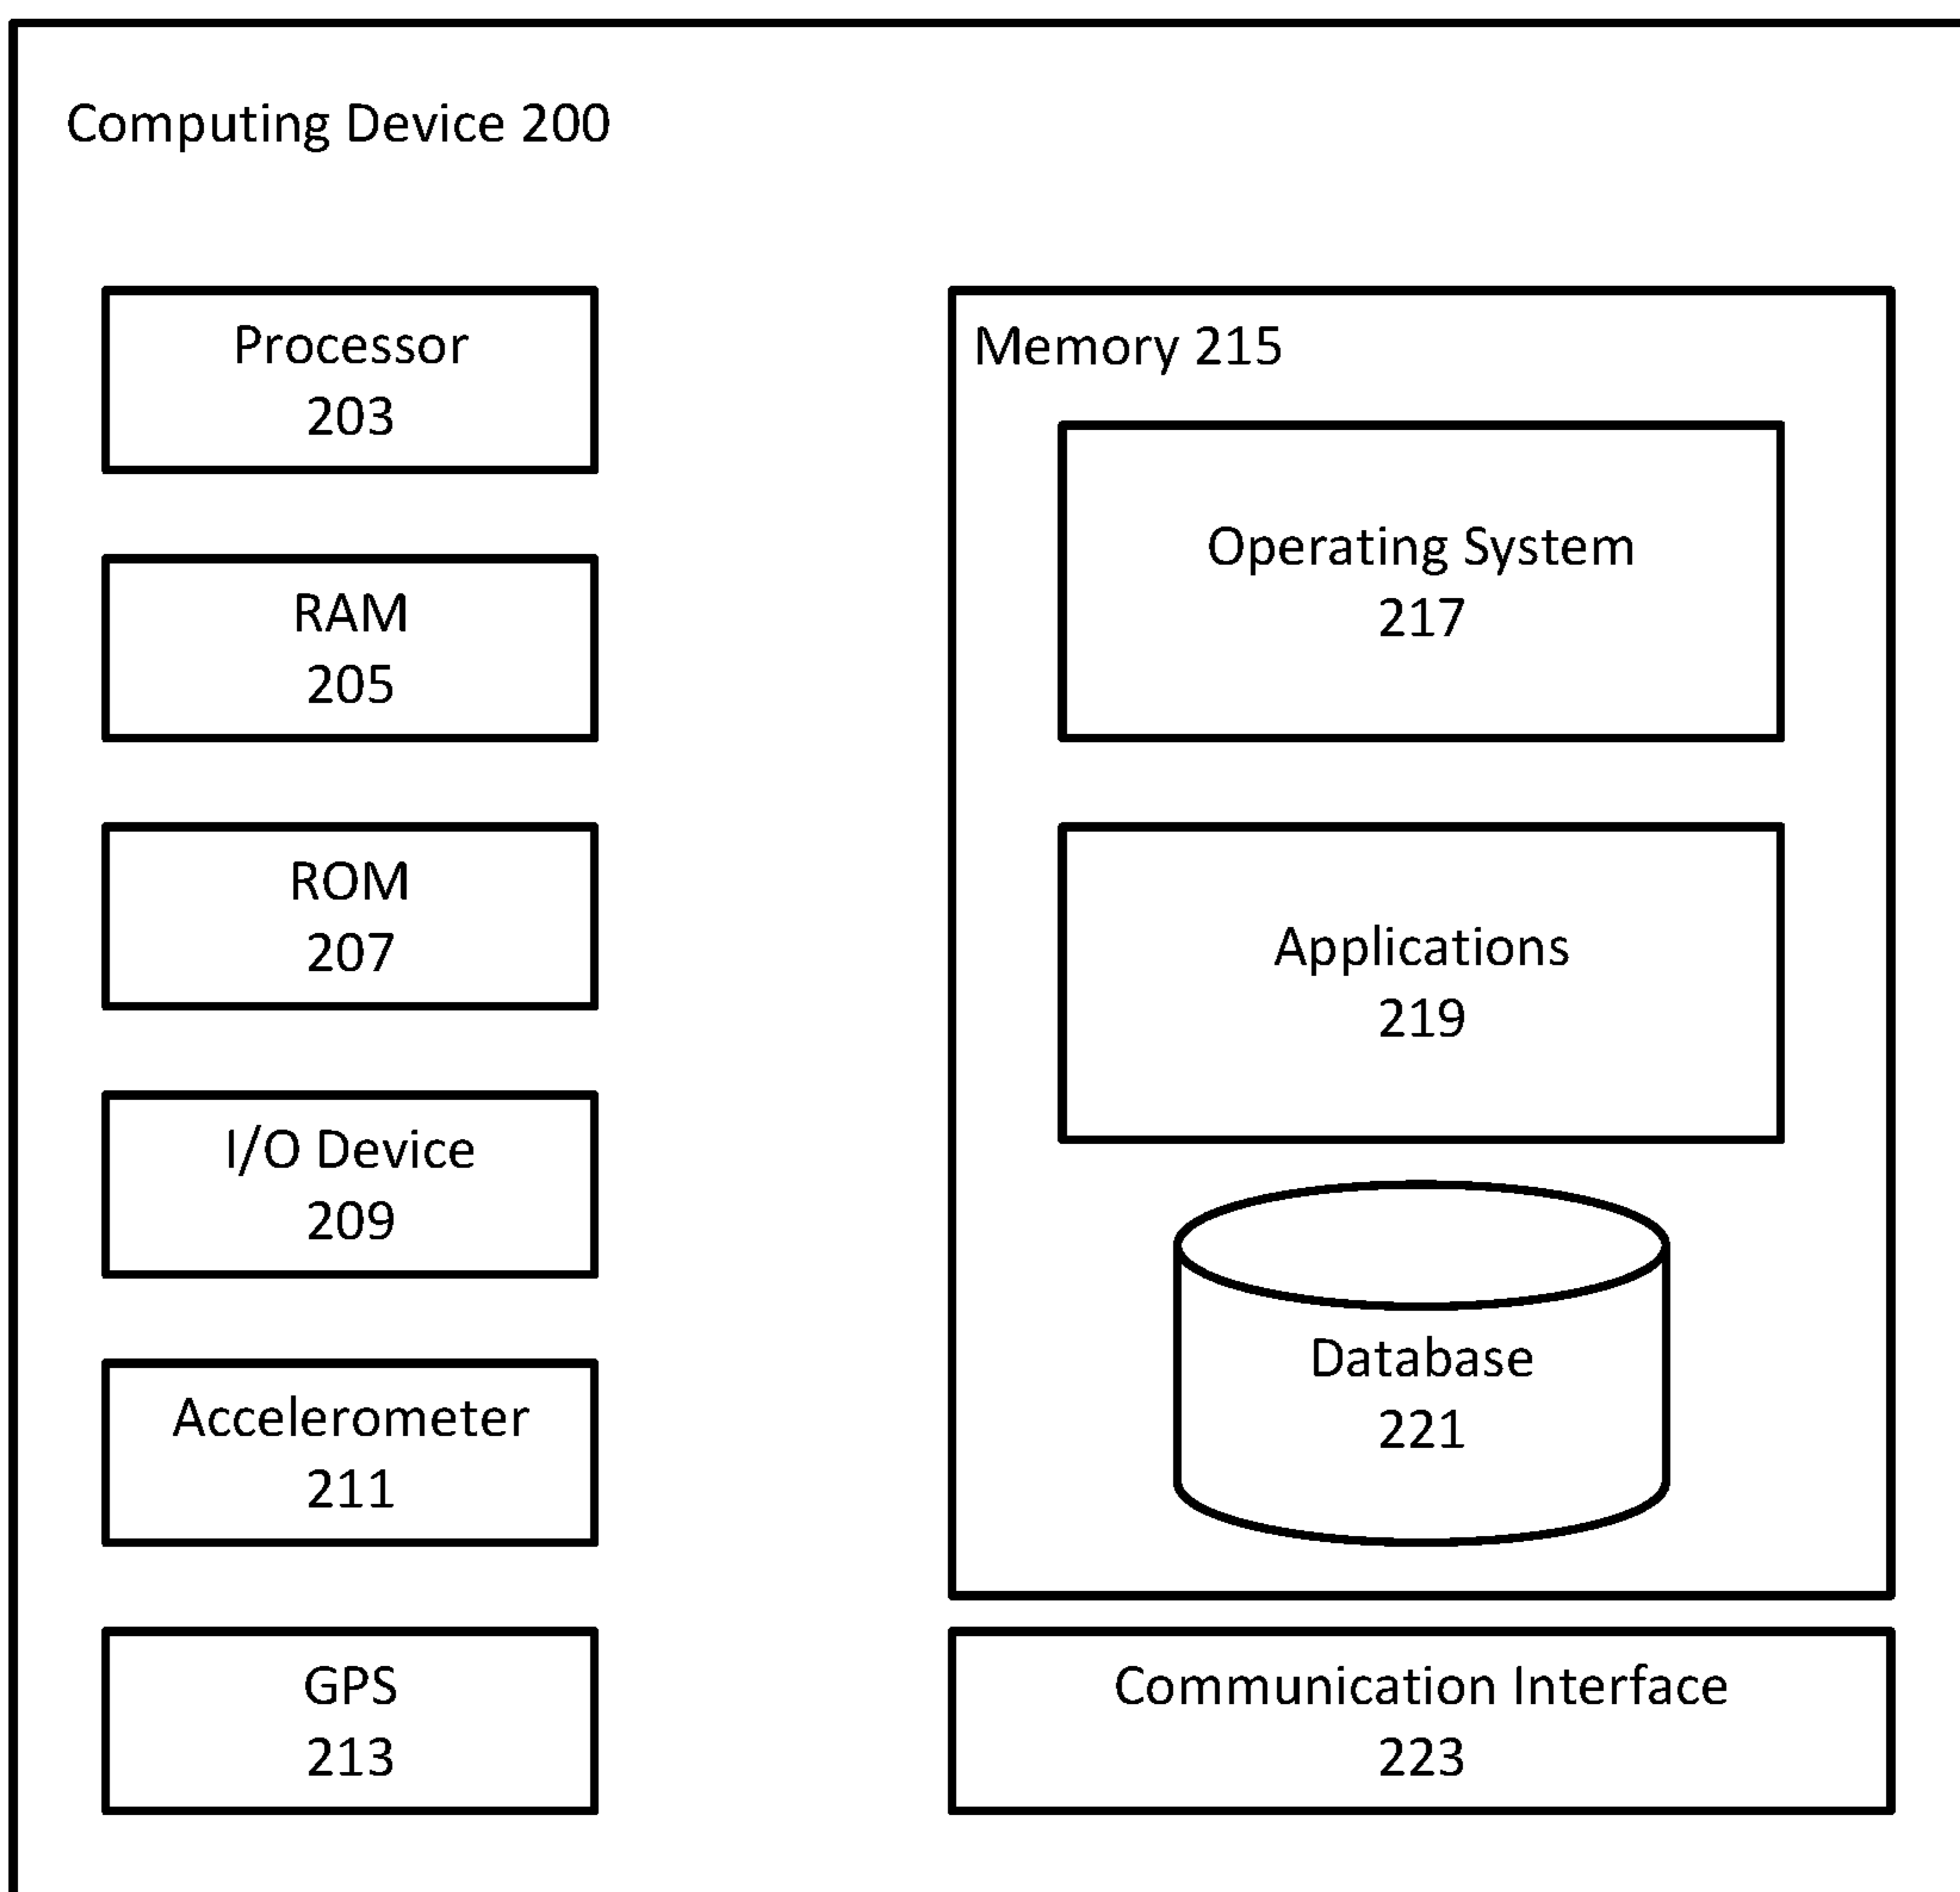 Computing Device 200
Processor
203
RAM
205
ROM
207
I/O Device
209
Accelerometer
211
GPS
213
Memory 215
Operating System
217
Applications
219
Database
221
Communication Interface
223